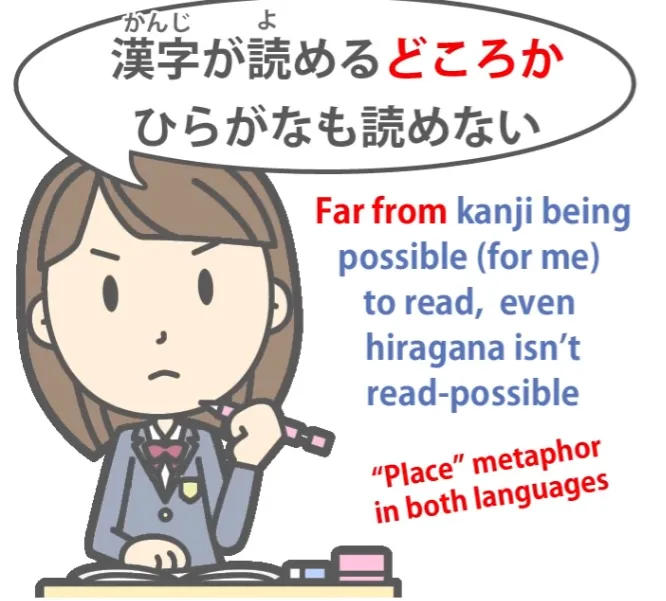 かんじ よ
漢字が読めるどころか
ひらがなも読めない
Far from kanji being
possible (for me)
to read, even
hiragana isn't
read-possible
“Place” metaphor
in both languages